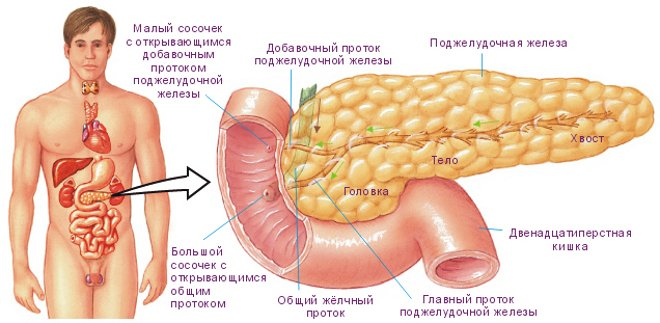 Малый сосочек
с открывающимся
добавочным
протоком
поджелудочной
железы
Добавочный проток
поджелудочной железы
Поджелудочная железа
Хвост
Тело
Головка
Двенадцатиперстная
кишка
Большой
сосочек с
открывающимся
общим
протоком
Общий жёлчный
проток
Главный проток
поджелудочной железы